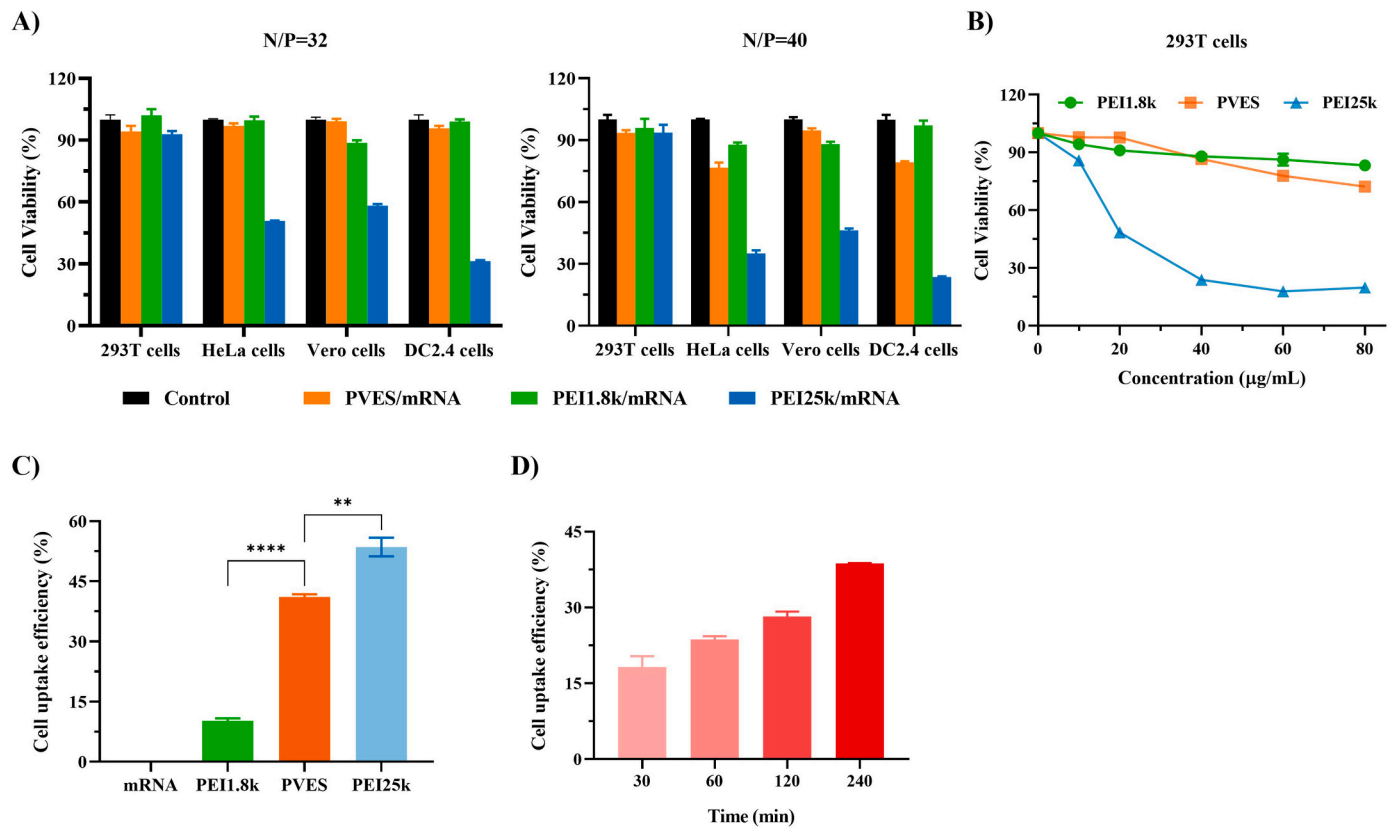 A)
N/P=32
Cell Viability (%)
120
90
60
30
0
293T cells HeLa cells Vero cells DC2.4 cells
N/P=40
Cell Viability (%)
120
90
60
30
0
293T cells HeLa cells Vero cells DC2.4 cells
Control PVES/mRNA PEI1.8k/mRNA PEI25k/mRNA
B)
293T cells
PEI1.8k PVES PEI25k
Cell Viability (%)
120
90
60
30
0
0 20 40 60 80
Concentration (μg/mL)
C)
Cell uptake efficiency (%)
60
45
30
15
0
****
**
mRNA PEI1.8k PVES PEI25k
D)
Cell uptake efficiency (%)
45
30
15
0
30 60 120 240
Time (min)